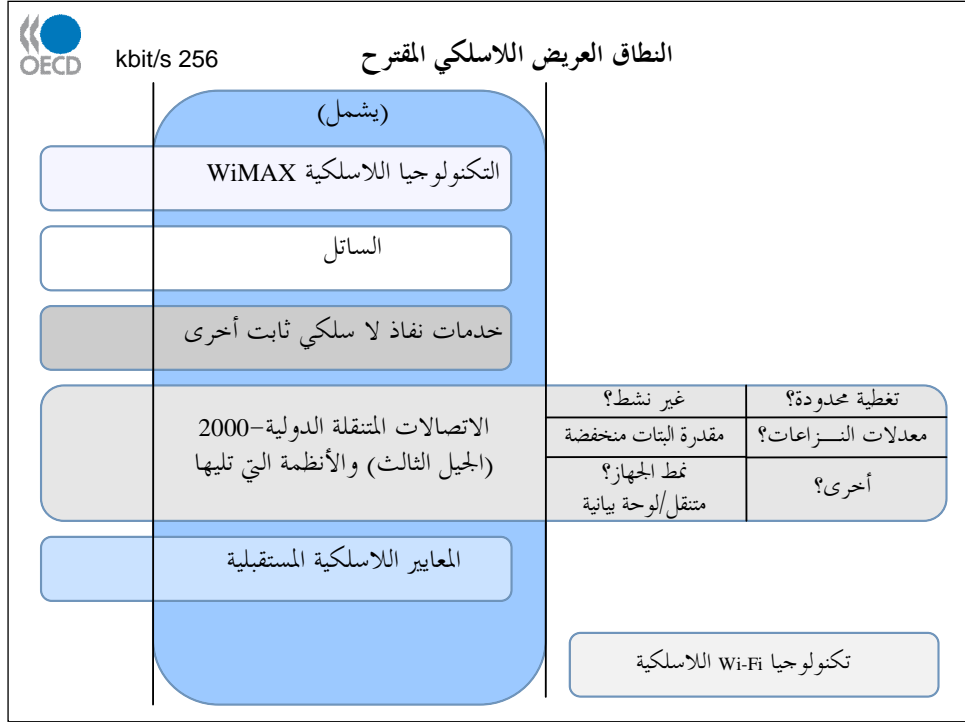 النطاق العريض اللاسلكي المقترح
kbit/s 256
OECD
(يشمل)
التكنولوجيا اللاسلكية WiMAX
الساتل
خدمات نفاذ لا سلكي ثابت أخرى
الاتصالات المتنقلة الدولية-2000
(الجيل الثالث) والأنظمة التي تليها
تغطية محدودة؟
غير نشط؟
معدلات النـــزاعات؟
مقدرة البتات منخفضة
أخرى؟
نمط الجهاز؟
متنقل/لوحة بيانية
المعايير اللاسلكية المستقبلية
تكنولوجيا Wi-Fi اللاسلكية